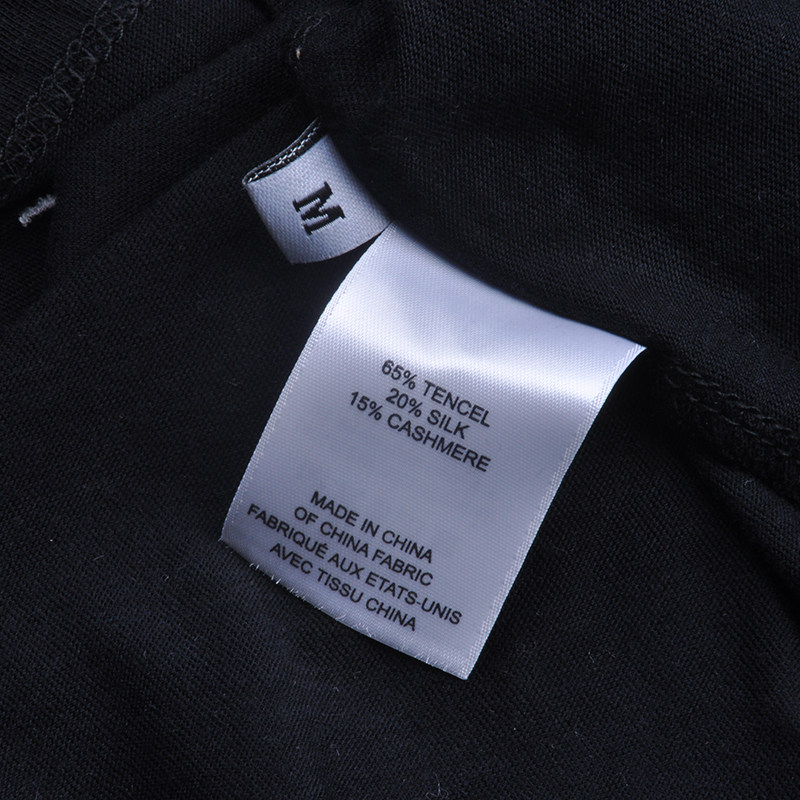 M
65% TENCEL
20% SILK
15% CASHMERE
MADE IN CHINA
OF CHINA FABRIC
FABRIQUÉ AUX ETATS-UNIS
AVEC TISSU CHINA